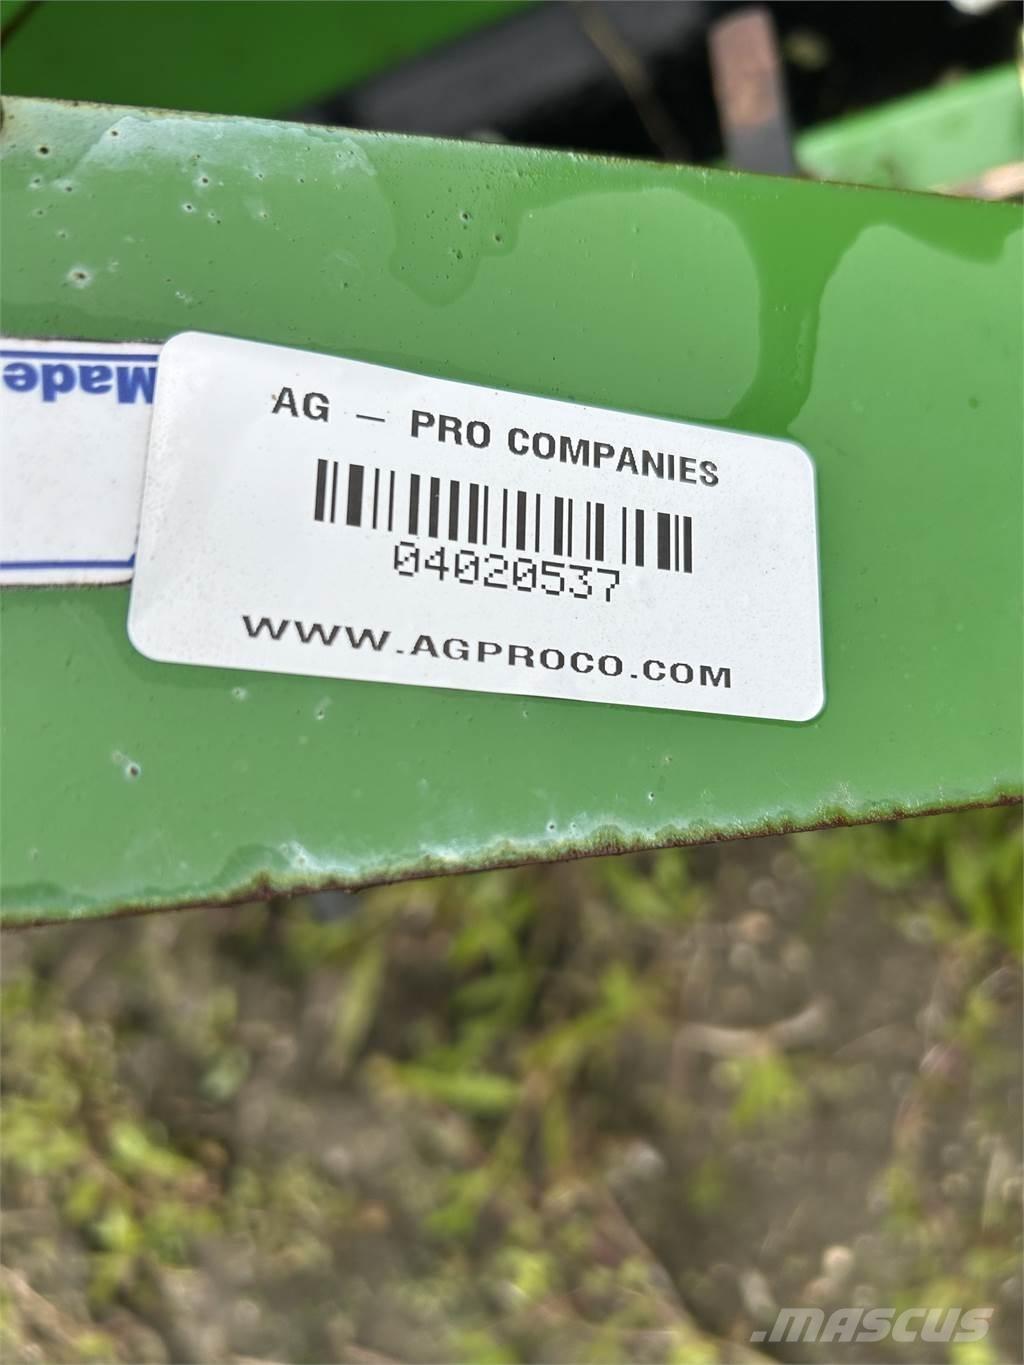 Made
AG – PRO COMPANIES
04020537
WWW.AGPROCO.COM
MASCUS